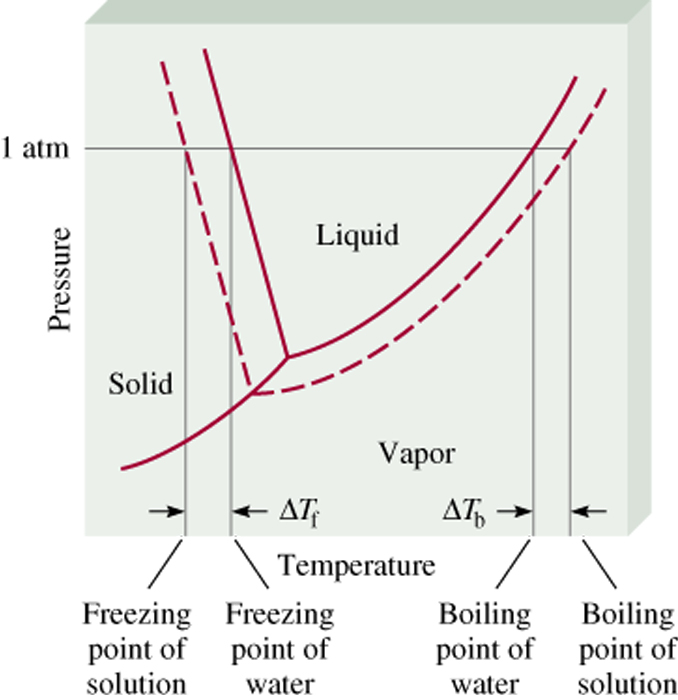 1 atm
Pressure
Liquid
Solid
Vapor
ΔTf
ΔTb
Temperature
Freezing
point of
solution
Freezing
point of
water
Boiling
point of
water
Boiling
point of
solution